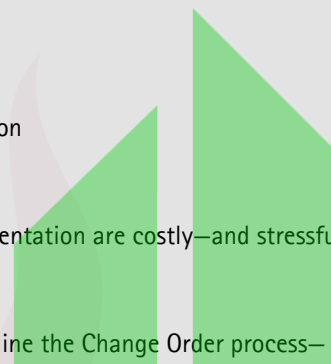 on
entation are costly—and stressfu
ine the Change Order process—